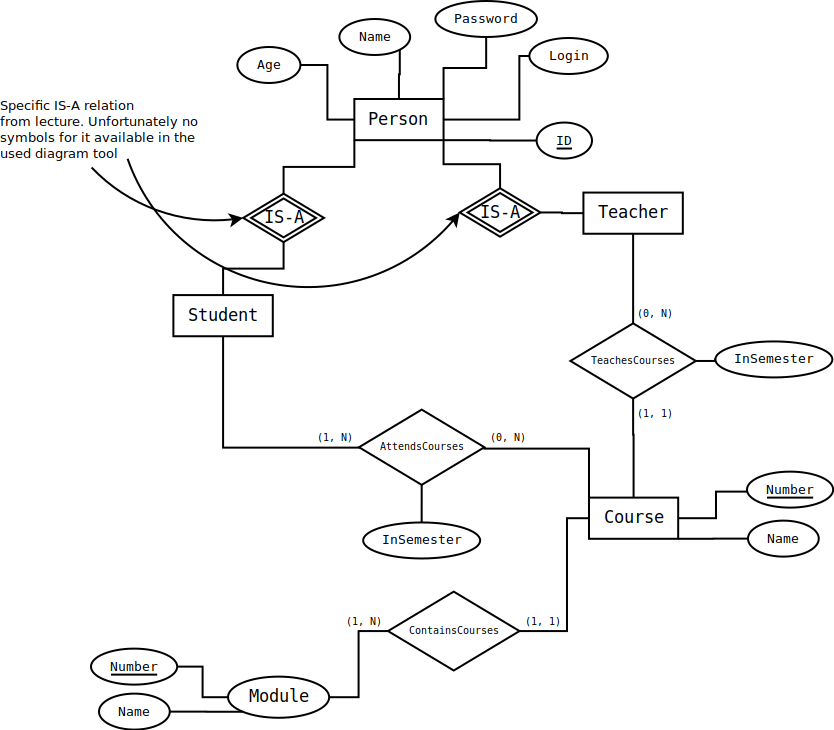 Password
Name
Login
Age
Specific IS-A relation
from lecture. Unfortunately no
symbols for it available in the
used diagram tool
Person
ID
IS-A
IS-A
Teacher
Student
(0, N)
TeachesCourses
InSemester
(1, 1)
(1, N)
AttendsCourses
(0, N)
InSemester
Number
Course
Name
(1, N)
ContainsCourses
(1, 1)
Number
Module
Name